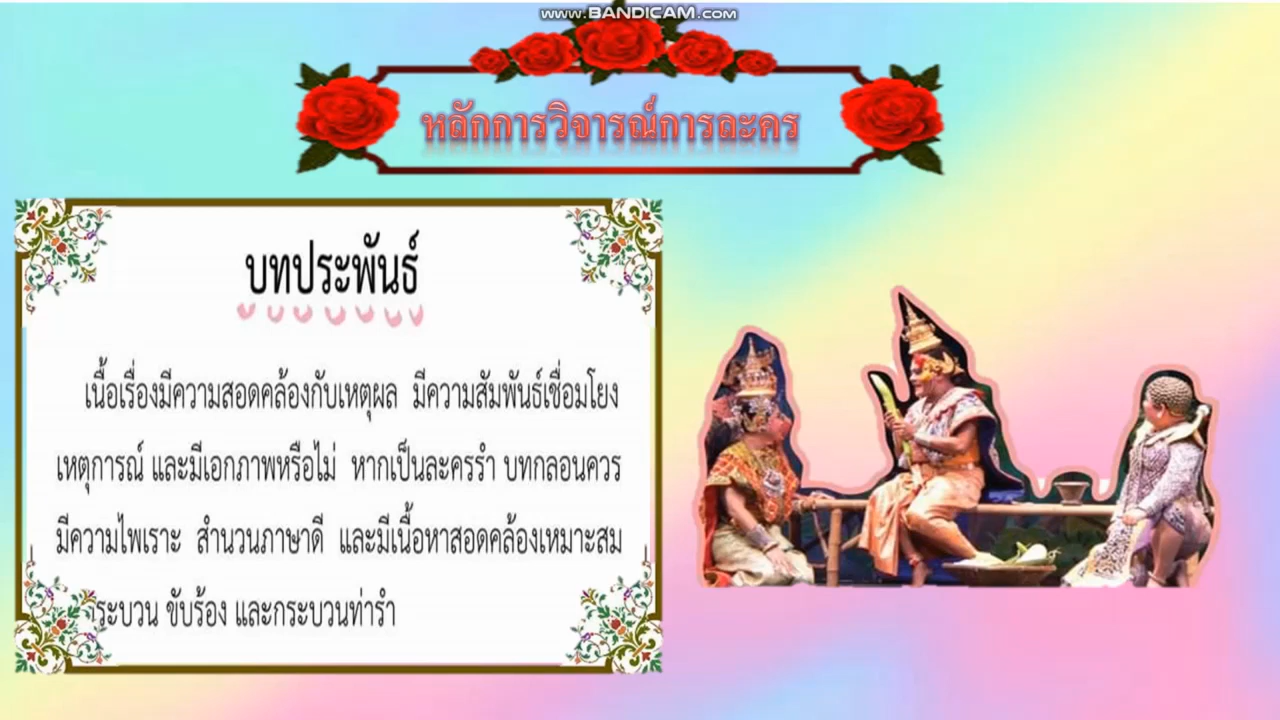 www.BANDICAM.com
หลักการวิจารณ์การละคร
บทประพันธ์
เนื้อเรื่องมีความสอดคล้องกับเหตุผล มีความสัมพันธ์เชื่อมโยง
เหตุการณ์ และมีเอกภาพหรือไม่ หากเป็นละครรำ บทกลอนควร
มีความไพเราะ สำนวนภาษาดี และมีเนื้อหาสอดคล้องเหมาะสม
ขับร้อง และกระบวนท่ารำ